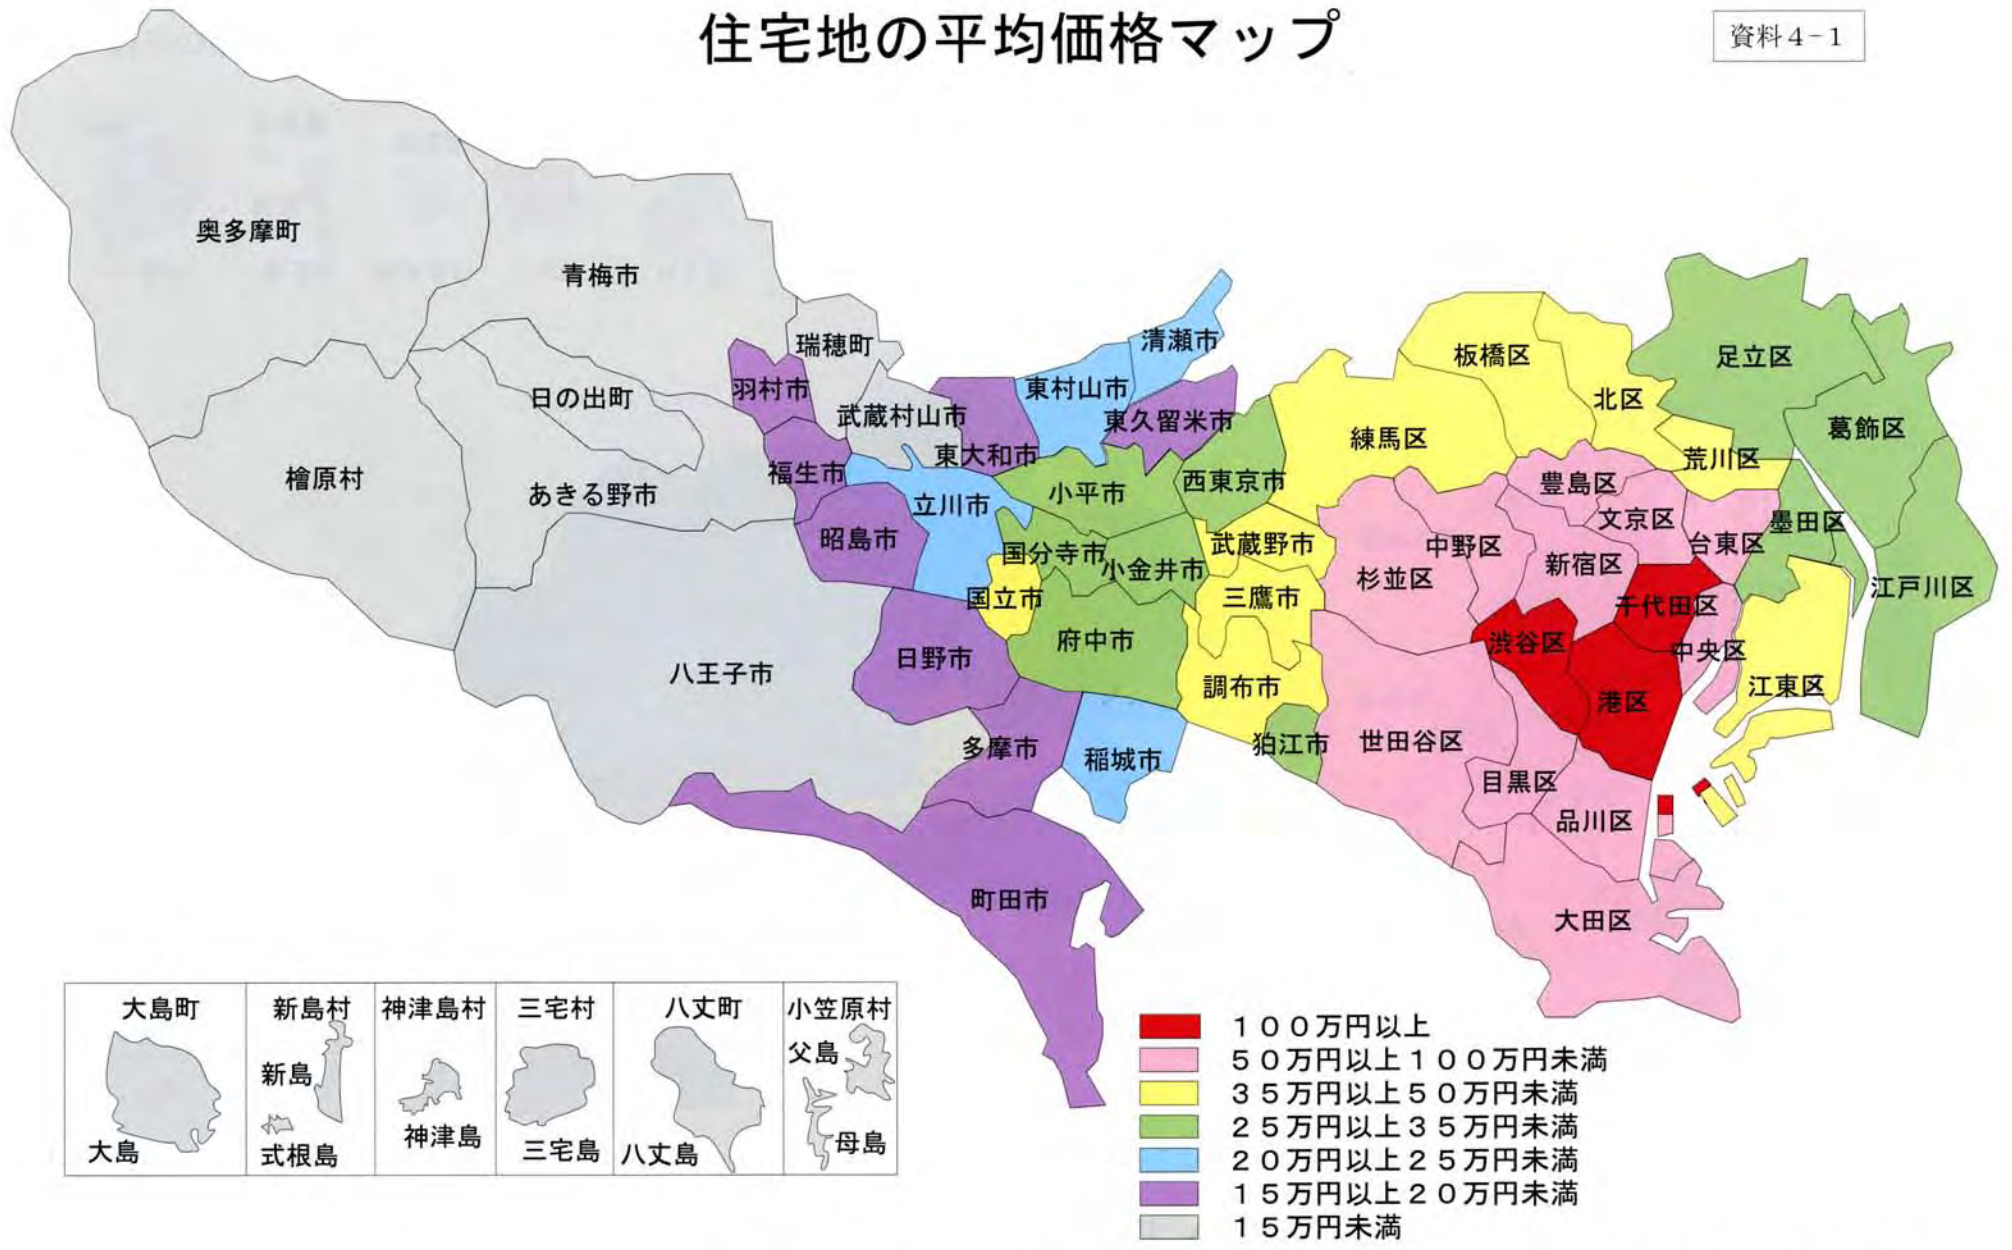 住宅地の平均価格マップ
資料4-1
奥多摩町
青梅市
瑞穂町
羽村市
日の出町
武蔵村山市
檜原村
あきる野市
福生市
東大和市
東村山市
清瀬市
東久留米市
昭島市
立川市
小平市
西東京市
国分寺市
小金井市
武蔵野市
三鷹市
国立市
府中市
八王子市
日野市
調布市
多摩市
稲城市
狛江市
町田市
板橋区
北区
足立区
練馬区
荒川区
葛飾区
豊島区
文京区
台東区
墨田区
中野区
杉並区
新宿区
千代田区
江戸川区
渋谷区
中央区
港区
江東区
世田谷区
目黒区
品川区
大田区
大島町
大島
新島村
新島
式根島
神津島村
神津島
三宅村
三宅島
八丈町
八丈島
小笠原村
父島
母島
100万円以上
50万円以上100万円未満
35万円以上50万円未満
25万円以上35万円未満
20万円以上25万円未満
15万円以上20万円未満
15万円未満